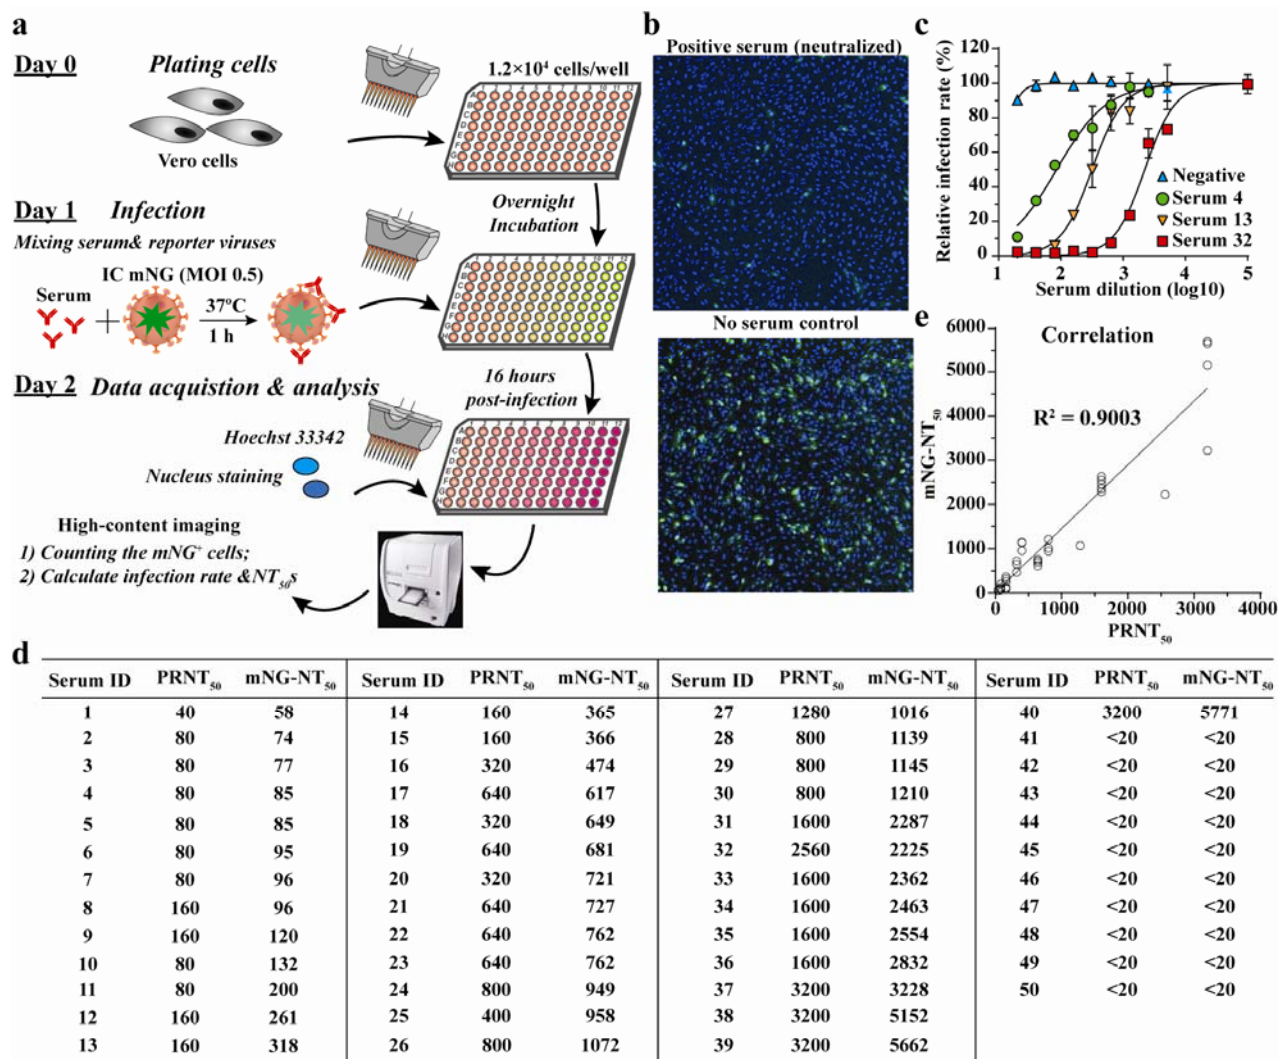 a
Day 0
Plating cells
Vero cells
1.2×10⁴ cells/well
Overnight
Incubation
Day 1
Infection
Mixing serum& reporter viruses
IC mNG (MOI 0.5)
Serum
37°C
1 h
16 hours
post-infection
Day 2
Data acquistion & analysis
Hoechst 33342
Nucleus staining
High-content imaging
1) Counting the mNG⁺ cells;
2) Calculate infection rate &NT₅₀s
b
Positive serum (neutralized)
No serum control
c
Relative infection rate (%)
120
100
80
60
40
20
0
1 2 3 4 5
Serum dilution (log10)
Negative
Serum 4
Serum 13
Serum 32
e
Correlation
R² = 0.9003
mNG-NT₅₀
6000
5000
4000
3000
2000
1000
0
0 1000 2000 3000 4000
PRNT₅₀
d
Serum ID PRNT₅₀ mNG-NT₅₀ Serum ID PRNT₅₀ mNG-NT₅₀ Serum ID PRNT₅₀ mNG-NT₅₀ Serum ID PRNT₅₀ mNG-NT₅₀
1 40 58 14 160 365 27 1280 1016 40 3200 5771
2 80 74 15 160 366 28 800 1139 41 <20 <20
3 80 77 16 320 474 29 800 1145 42 <20 <20
4 80 85 17 640 617 30 800 1210 43 <20 <20
5 80 85 18 320 649 31 1600 2287 44 <20 <20
6 80 95 19 640 681 32 2560 2225 45 <20 <20
7 80 96 20 320 721 33 1600 2362 46 <20 <20
8 160 96 21 640 727 34 1600 2463 47 <20 <20
9 160 120 22 640 762 35 1600 2554 48 <20 <20
10 80 132 23 640 762 36 1600 2832 49 <20 <20
11 80 200 24 800 949 37 3200 3228 50 <20 <20
12 160 261 25 400 958 38 3200 5152
13 160 318 26 800 1072 39 3200 5662